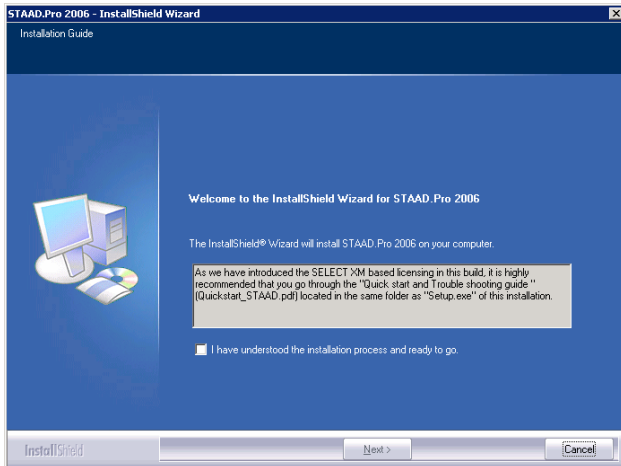 STAAD.Pro 2006 - InstallShield Wizard
Installation Guide
Welcome to the InstallShield Wizard for STAAD.Pro 2006
The InstallShield® Wizard will install STAAD.Pro 2006 on your computer.
As we have introduced the SELECT XM based licensing in this build, it is highly
recommended that you go through the "Quick start and Trouble shooting guide "
(Quickstart_STAAD.pdf) located in the same folder as "Setup.exe" of this installation.
I have understood the installation process and ready to go.
InstallShield
Next >
Cancel